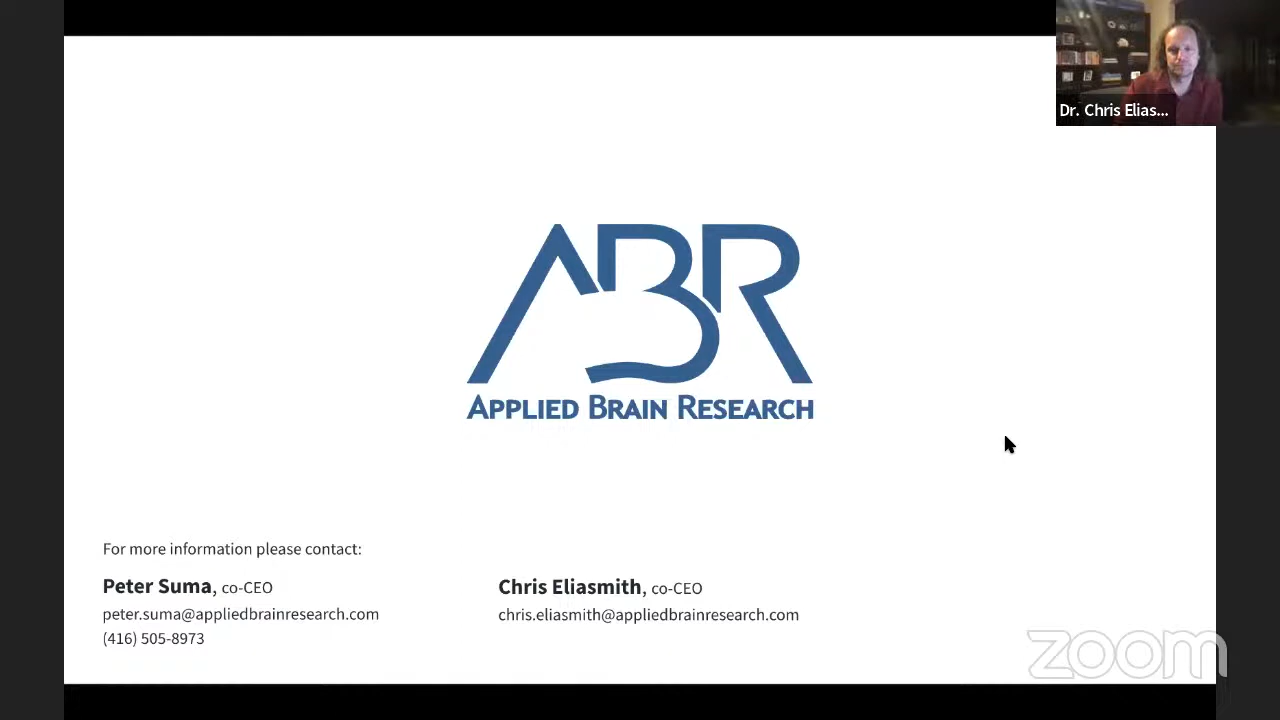 Dr. Chris Elias...
ABR
APPLIED BRAIN RESEARCH
For more information please contact:
Peter Suma, co-CEO
peter.suma@appliedbrainresearch.com
(416) 505-8973
Chris Eliasmith, co-CEO
chris.eliasmith@appliedbrainresearch.com
zoom